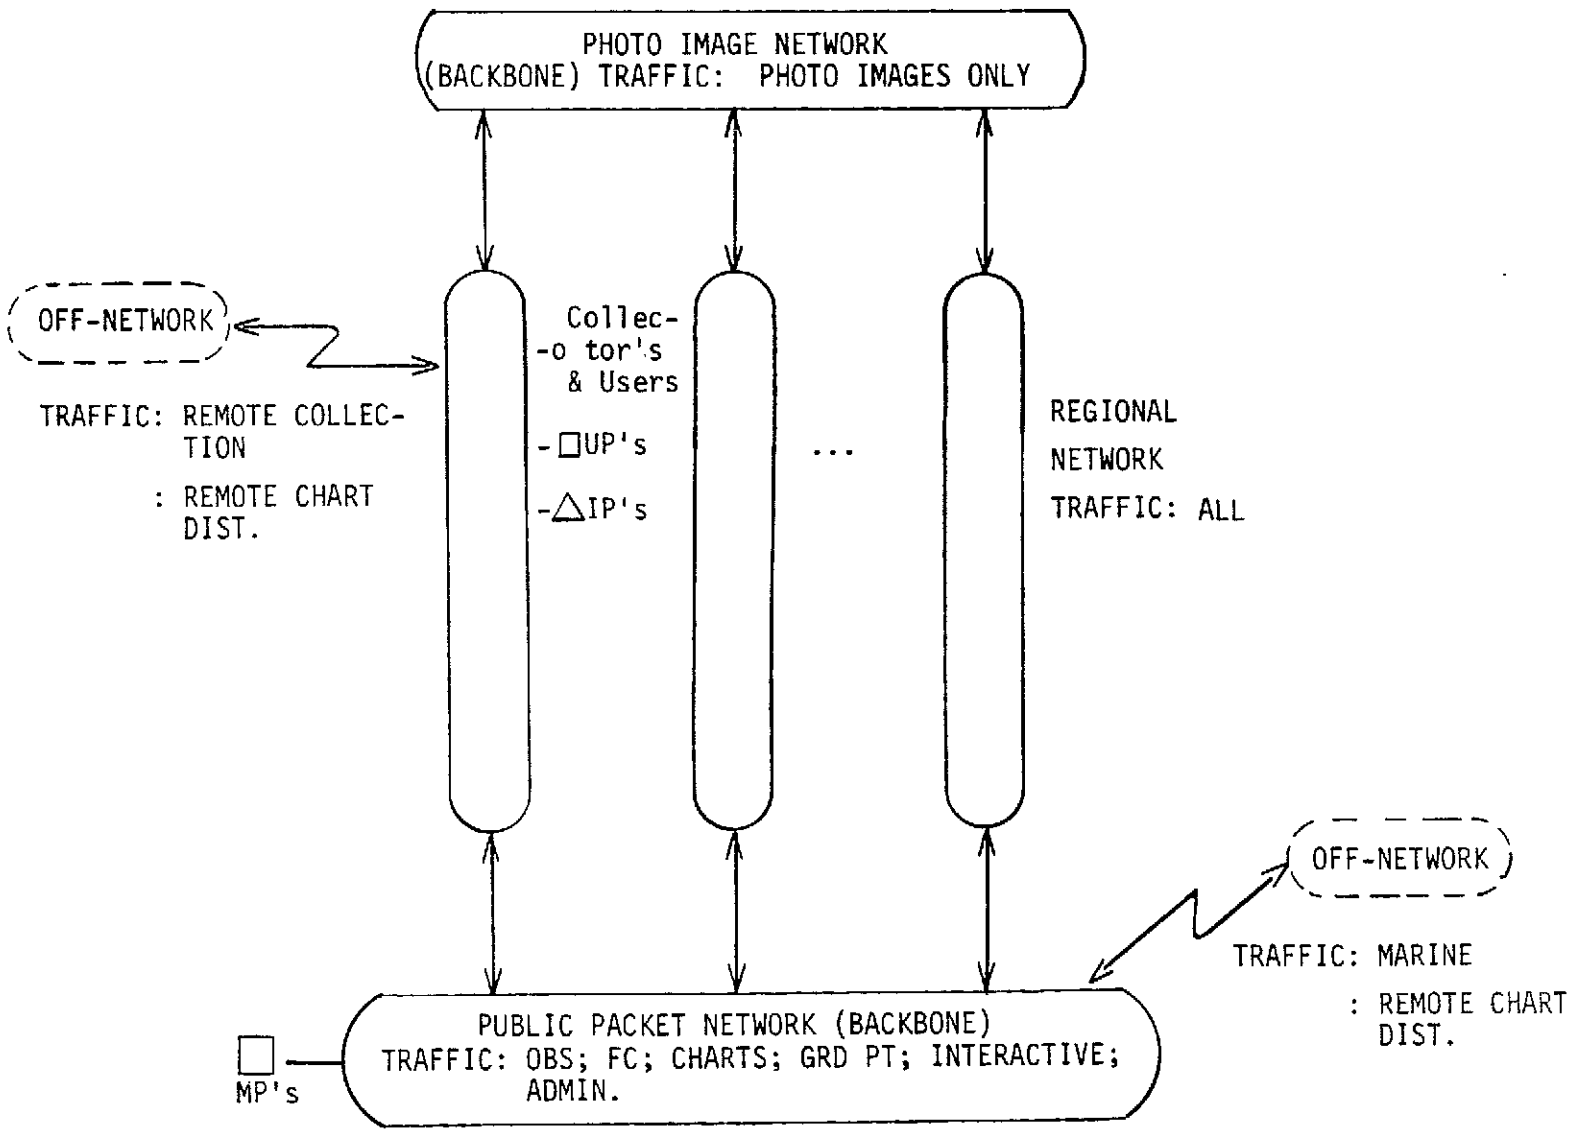 PHOTO IMAGE NETWORK
(BACKBONE) TRAFFIC: PHOTO IMAGES ONLY
OFF-NETWORK
TRAFFIC: REMOTE COLLEC-
TION
: REMOTE CHART
DIST.
Collec-
-o tor's
& Users
-□UP's
-△IP's
...
REGIONAL
NETWORK
TRAFFIC: ALL
OFF-NETWORK
TRAFFIC: MARINE
: REMOTE CHART
DIST.
PUBLIC PACKET NETWORK (BACKBONE)
TRAFFIC: OBS; FC; CHARTS; GRD PT; INTERACTIVE;
ADMIN.
MP's